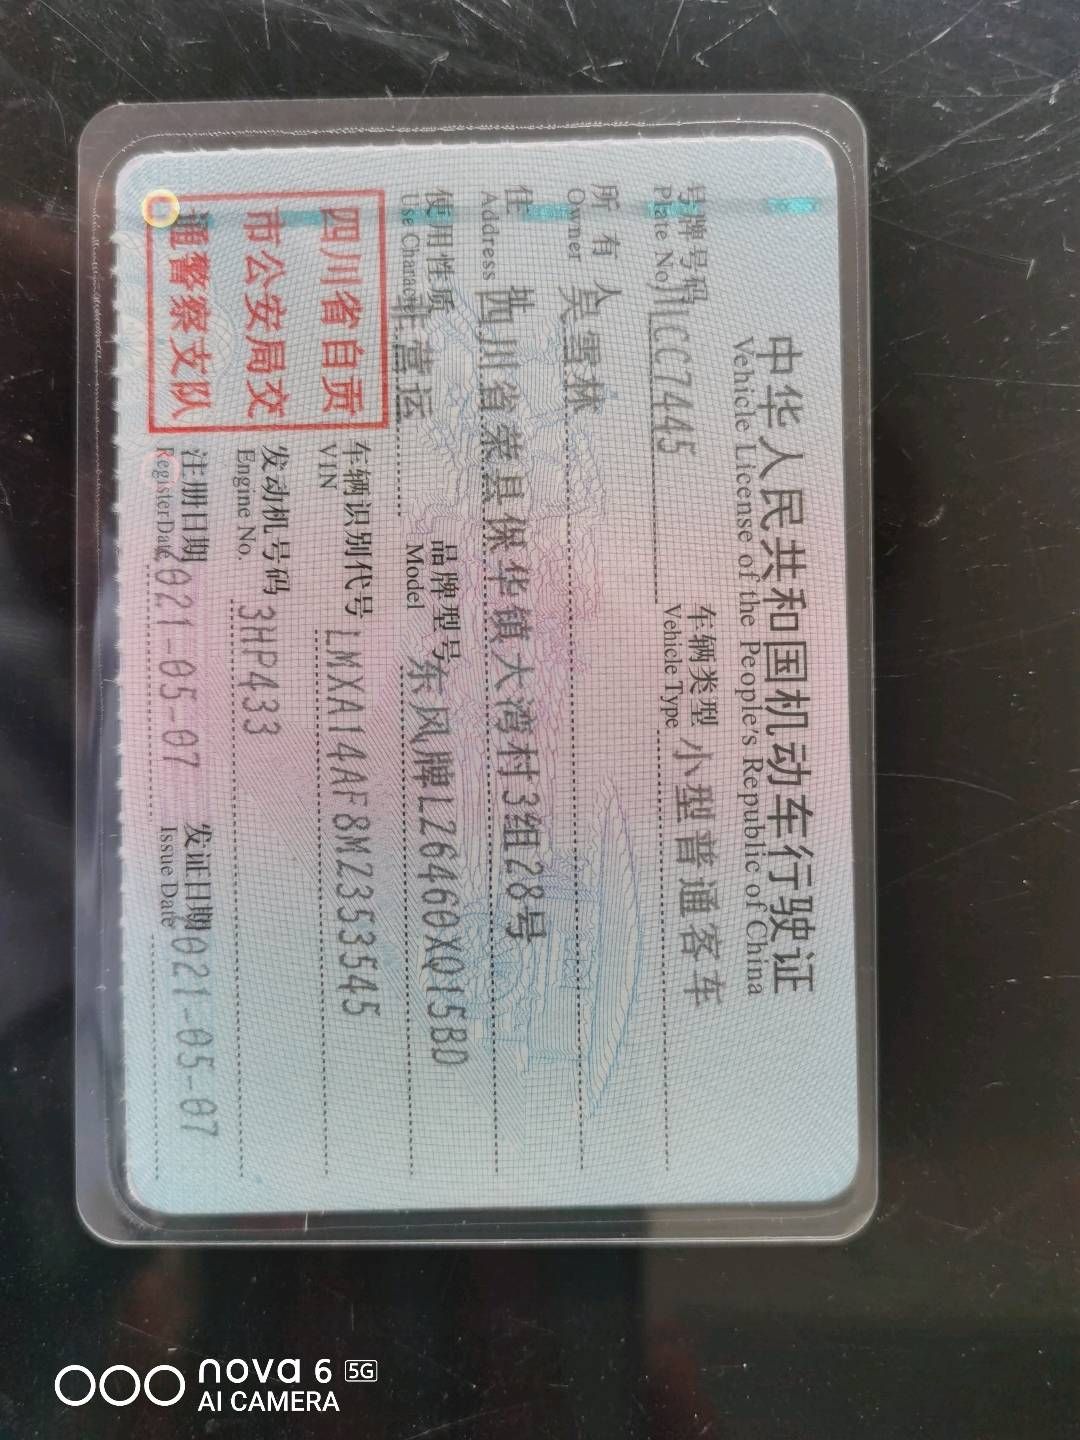 中华人民共和国机动车行驶证
Vehicle License of the People's Republic of China
号牌号码 川CC7445 车辆类型 小型普通客车
Plate No. Vehicle Type
所有人 吴雪林
Owner
住址 四川省荣县保华镇大湾村3组28号
Address
使用性质 非营运 品牌型号 东风牌LZ6460XQ15BD
Use Character Model
四川省自贡
市公安局交
通警察支队
车辆识别代号 LMXA14AF8MZ353545
VIN
发动机号码 3HP433
Engine No.
注册日期 2021-05-07 发证日期 2021-05-07
Register Date Issue Date
nova 6 5G
AI CAMERA